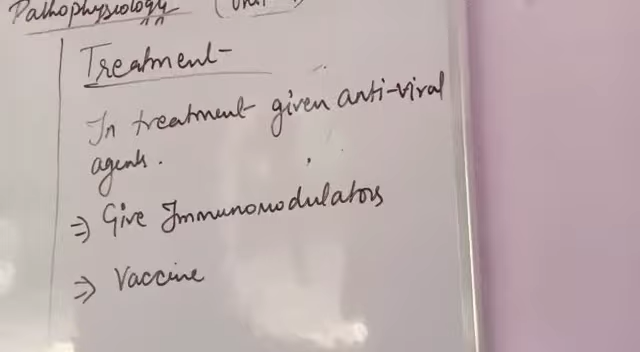 Pathophysiology
Treatment-
In treatment given anti-viral
agents.
⇒ Give Immunomodulators
⇒ Vaccine